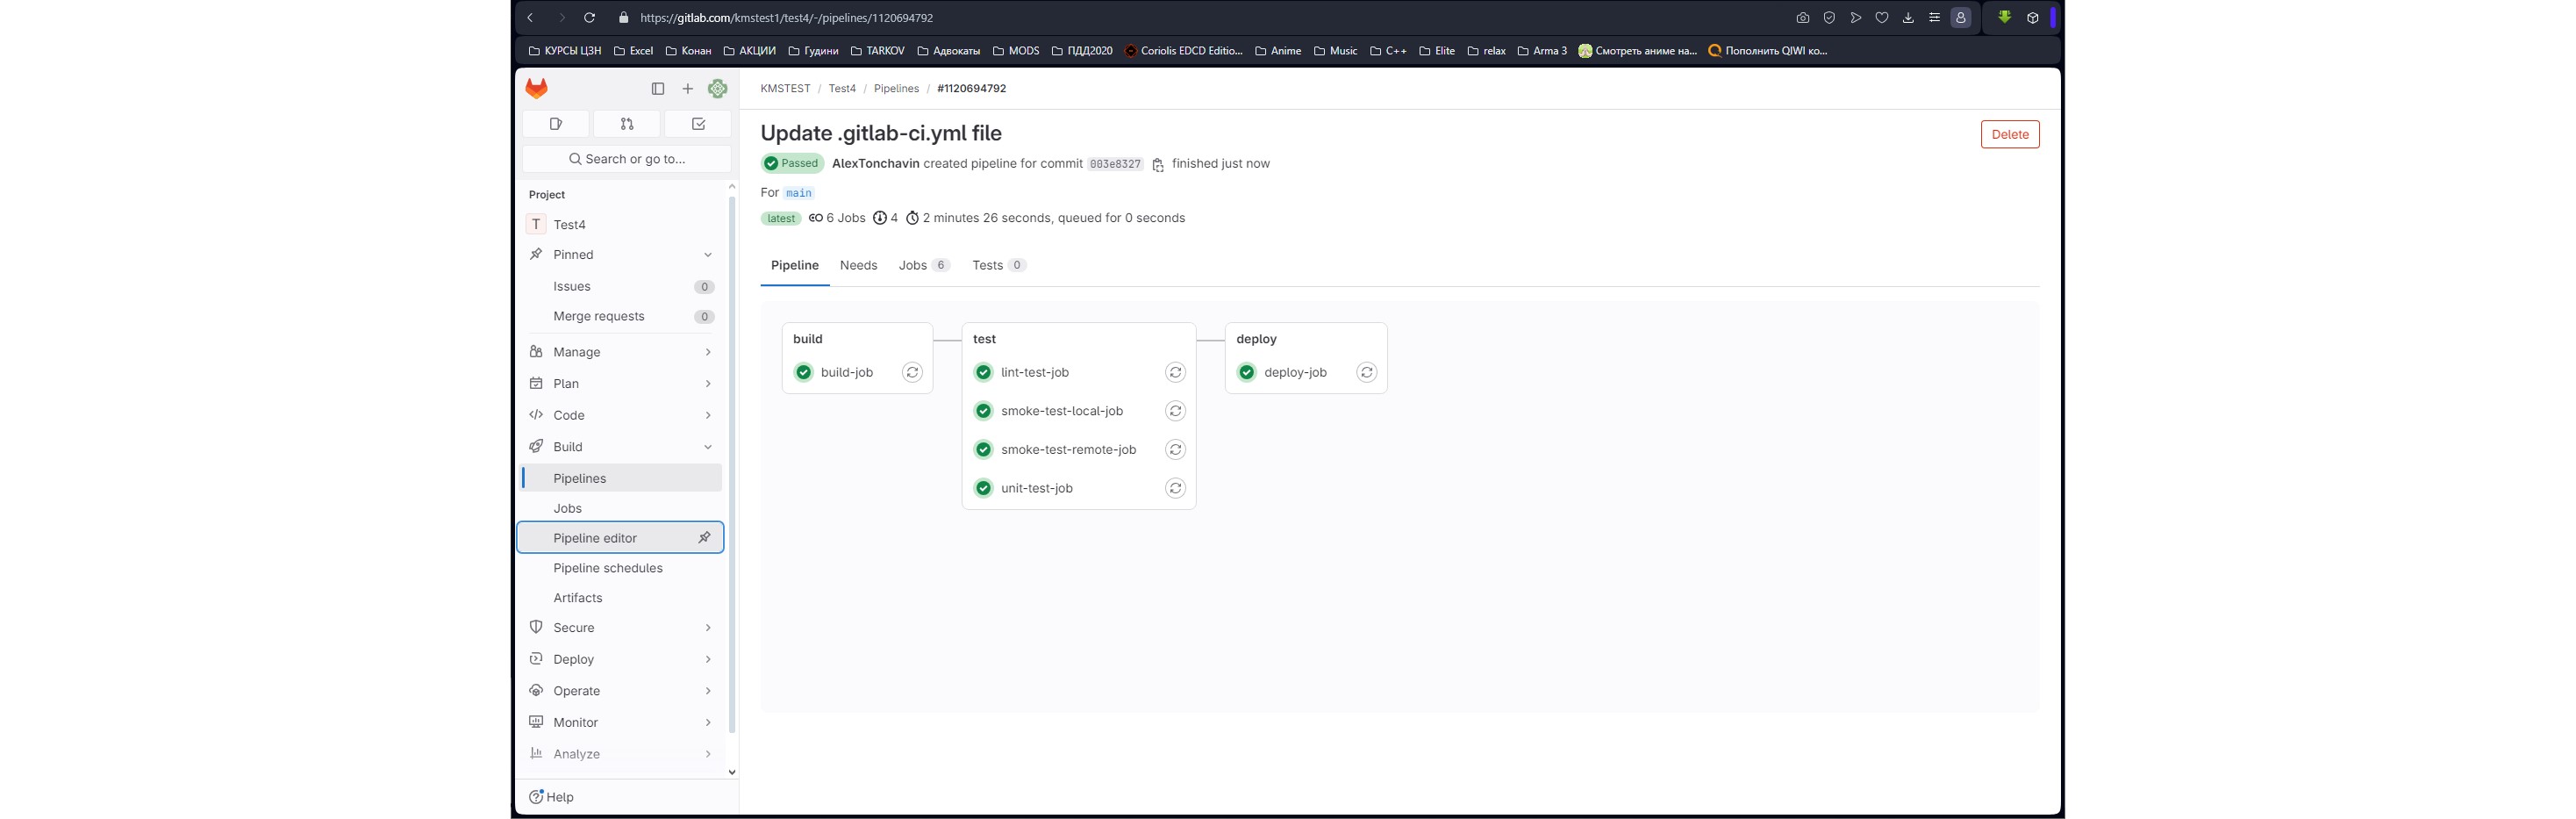 https://gitlab.com/kmstest1/test4/-/pipelines/1120694792
КУРСЫ ЦЗН Excel Конан АКЦИИ Гудини TARKOV Адвокаты MODS ПДД2020 Coriolis EDCD Editio... Anime Music C++ Elite relax Arma 3 Смотреть аниме на... Пополнить QIWI ко...
KMSTEST / Test4 / Pipelines / #1120694792
Search or go to...
Project
T Test4
Pinned
Issues 0
Merge requests 0
Manage
Plan
Code
Build
Pipelines
Jobs
Pipeline editor
Pipeline schedules
Artifacts
Secure
Deploy
Operate
Monitor
Analyze
Help
Update .gitlab-ci.yml file
Delete
Passed AlexTonchavin created pipeline for commit 003e8327 finished just now
For main
latest 6 Jobs 4 2 minutes 26 seconds, queued for 0 seconds
Pipeline Needs Jobs 6 Tests 0
build
build-job
test
lint-test-job
smoke-test-local-job
smoke-test-remote-job
unit-test-job
deploy
deploy-job